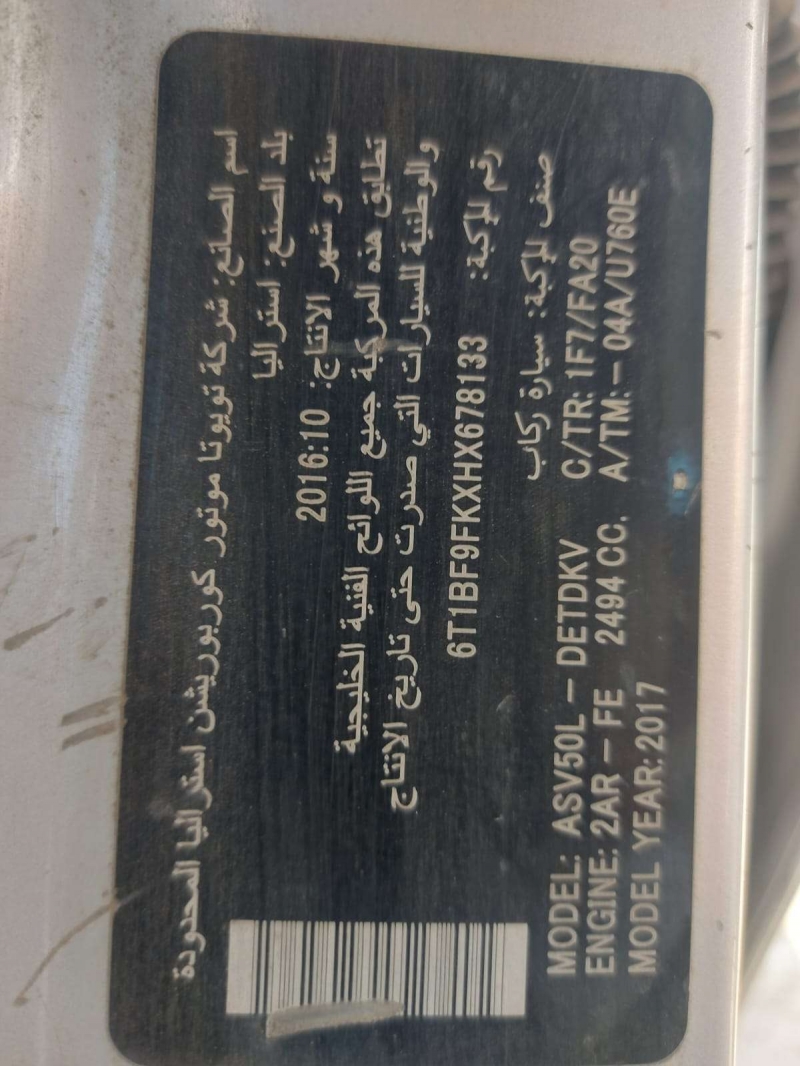 اسم الصانع: شركة تويوتا موتور كوربوريشن استراليا المحدودة
بلد الصنع: استراليا
سنة و شهر الانتاج: 2016:10
تطابق هذه المركبة جميع اللوائح الفنية الخليجية
والوطنية للسيارات التي صدرت حتى تاريخ الانتاج
رقم المركبة: 6T1BF9FKXHX678133
صنف المركبة: سيارة ركاب
MODEL: ASV50L – DETDKV C/TR: 1F7/FA20
ENGINE: 2AR – FE 2494 CC. A/TM: – 04A/U760E
MODEL YEAR: 2017